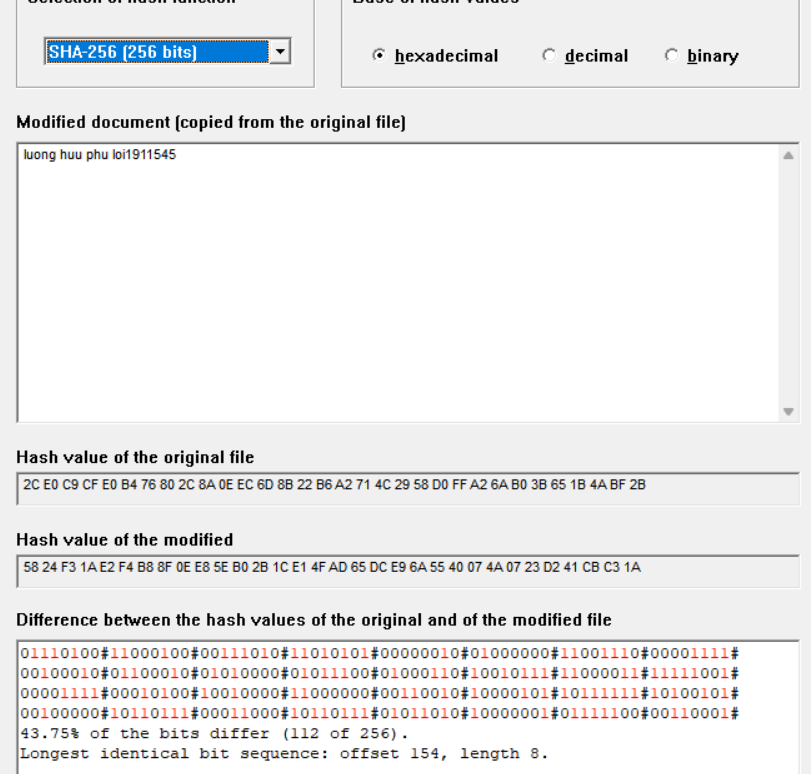 Selection of hash function
Base of hash values
SHA-256 (256 bits)
hexadecimal
decimal
binary
Modified document (copied from the original file)
luong huu phu loi1911545
Hash value of the original file
2C E0 C9 CF E0 B4 76 80 2C 8A 0E EC 6D 8B 22 B6 A2 71 4C 29 58 D0 FF A2 6A B0 3B 65 1B 4A BF 2B
Hash value of the modified
58 24 F3 1A E2 F4 B8 8F 0E E8 5E B0 2B 1C E1 4F AD 65 DC E9 6A 55 40 07 4A 07 23 D2 41 CB C3 1A
Difference between the hash values of the original and of the modified file
01110100#11000100#00111010#11010101#00000010#01000000#11001110#00001111#
00100010#01100010#01010000#01011100#01000110#10010111#11000011#11111001#
00001111#00010100#10010000#11000000#00110010#10000101#10111111#10100101#
00100000#10110111#00011000#10110111#01011010#10000001#01111100#00110001#
43.75% of the bits differ (112 of 256).
Longest identical bit sequence: offset 154, length 8.